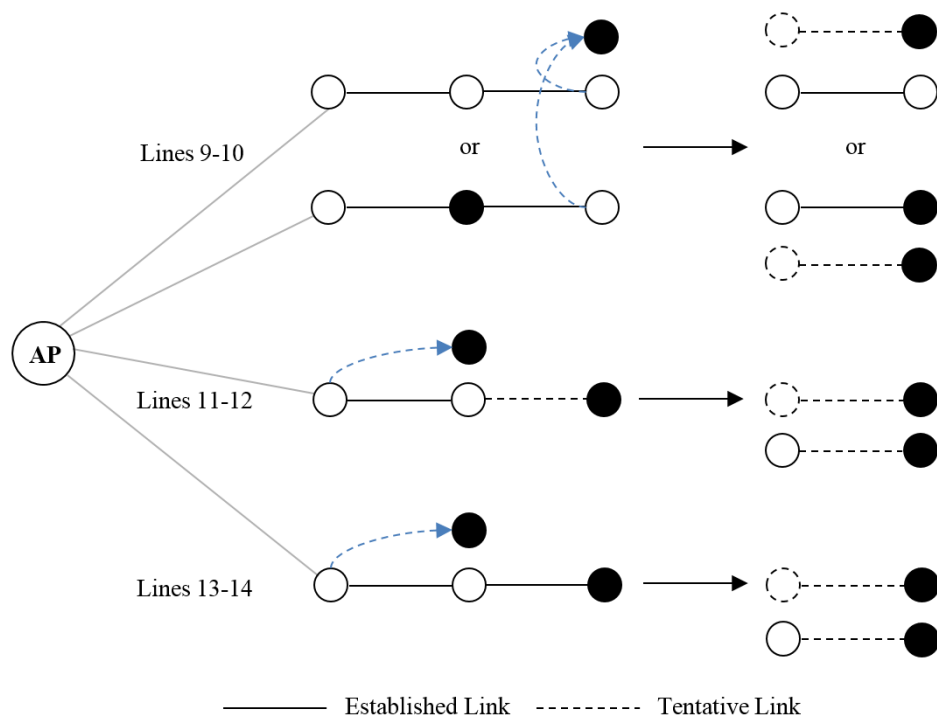 Lines 9-10
or
or
AP
Lines 11-12
Lines 13-14
Established Link
Tentative Link